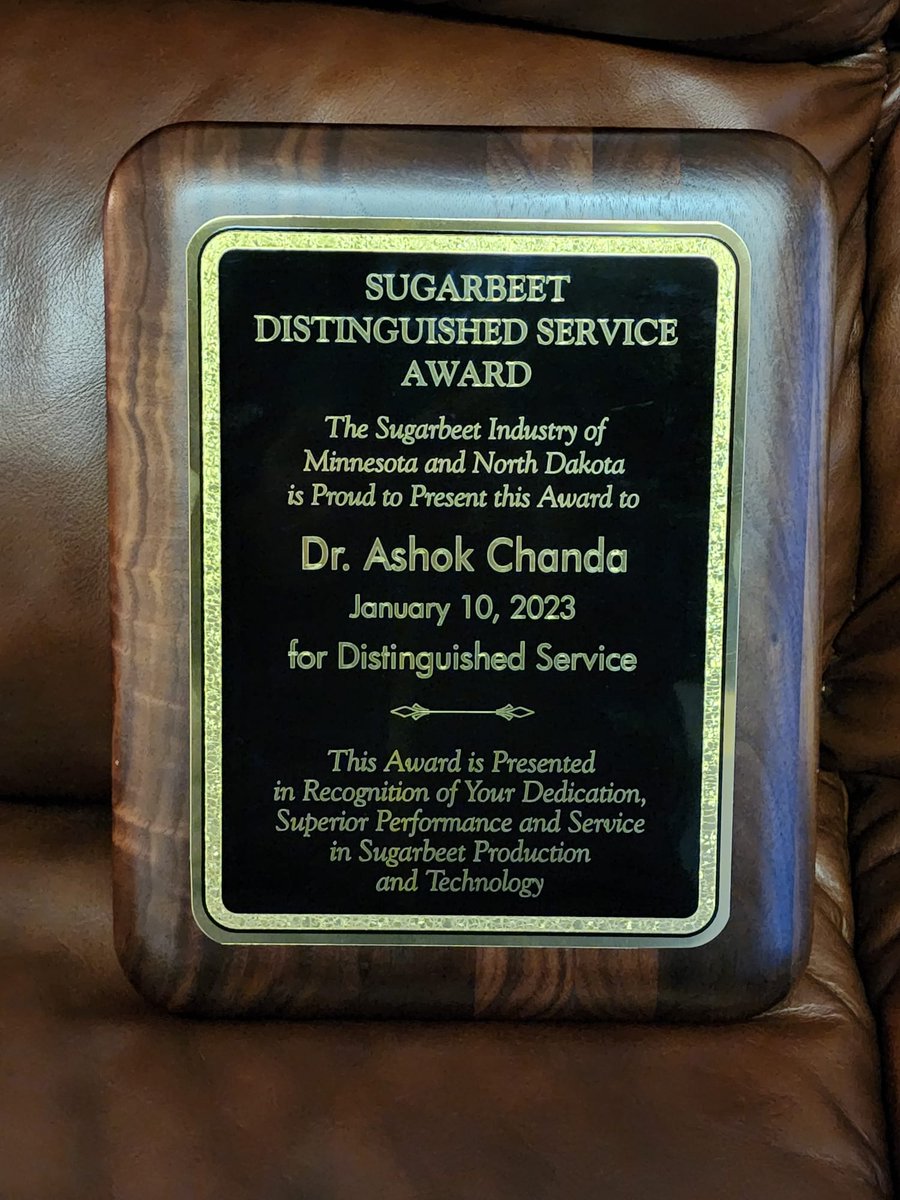 SUGARBEET
DISTINGUISHED SERVICE
AWARD
The Sugarbeet Industry of
Minnesota and North Dakota
is Proud to Present this Award to
Dr. Ashok Chanda
January 10, 2023
for Distinguished Service
This Award is Presented
in Recognition of Your Dedication,
Superior Performance and Service
in Sugarbeet Production
and Technology